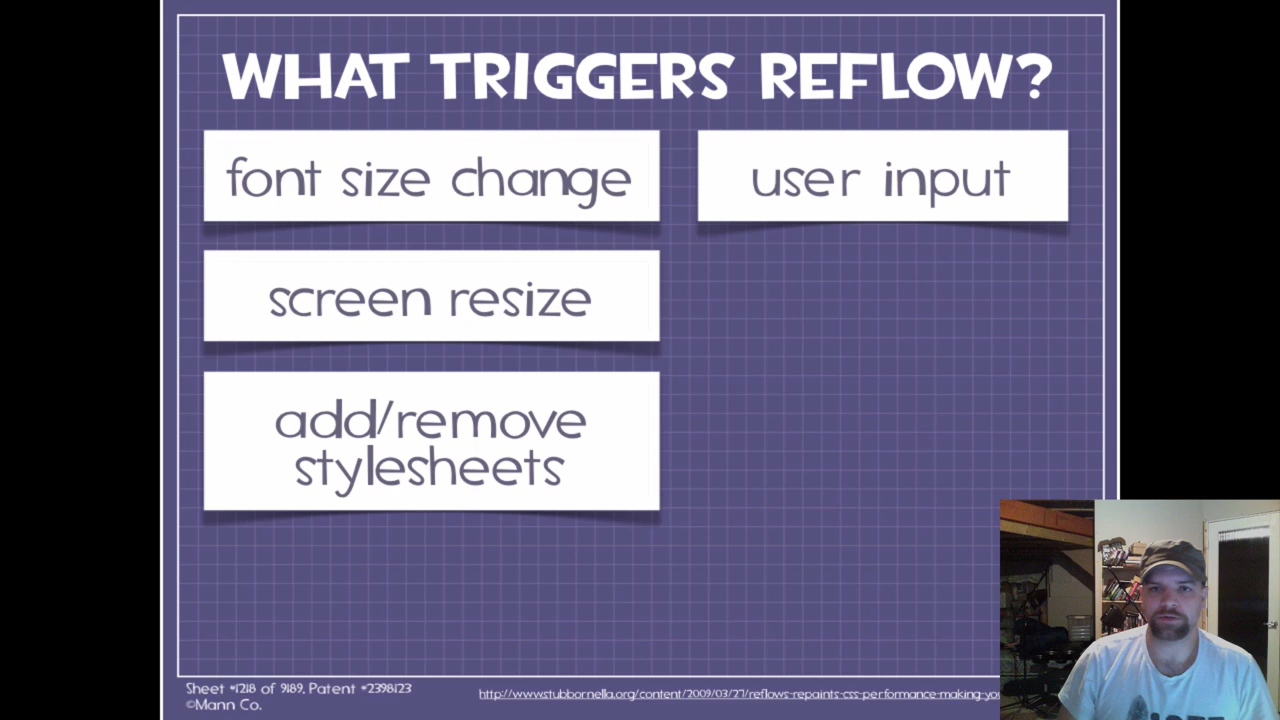 WHAT TRIGGERS REFLOW?
font size change
user input
screen resize
add/remove
stylesheets
Sheet #1218 of 9189, Patent #2398123
©Mann Co.
http://www.stubbornella.org/content/2009/03/27/reflows-repaints-css-performance-making-yo